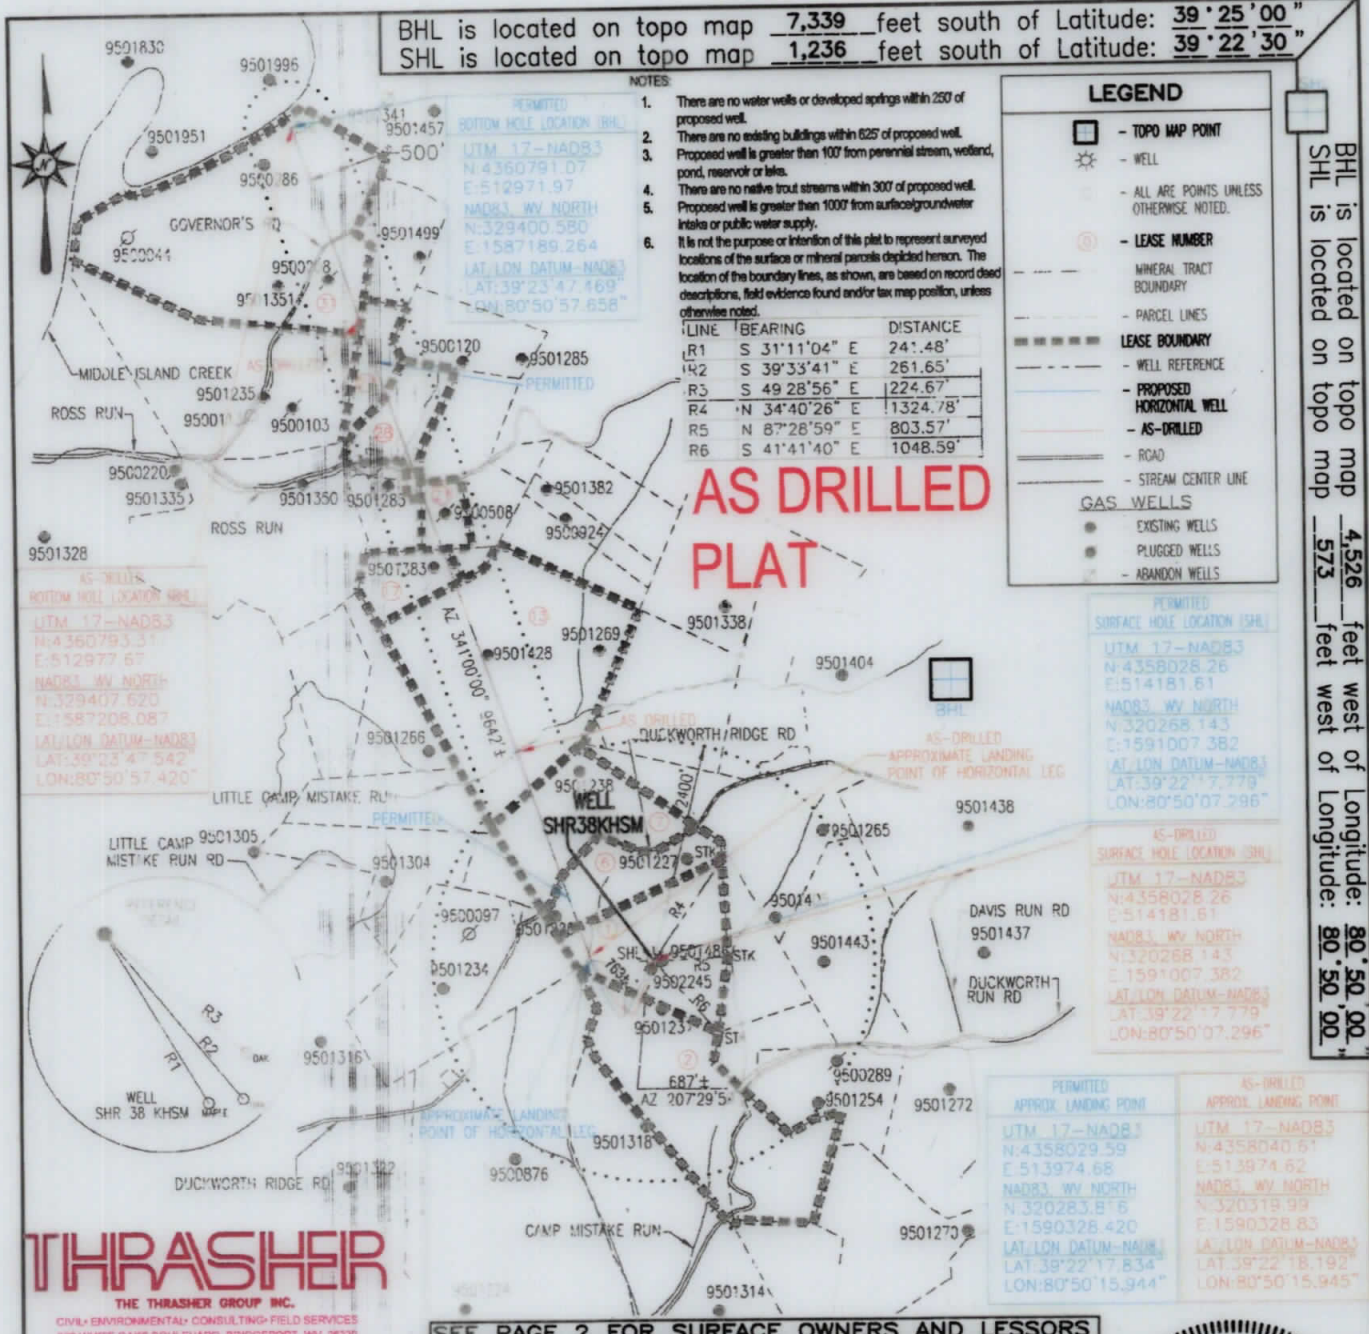 BHL is located on topo map 7,339 feet south of Latitude: 39°25'00"
SHL is located on topo map 1,236 feet south of Latitude: 39°22'30"
BHL is located on topo map 4,526 feet west of Longitude: 80°50'00"
SHL is located on topo map 573 feet west of Longitude: 80°50'00"
NOTES:
1. There are no water wells or developed springs within 250' of
proposed well.
2. There are no existing buildings within 625' of proposed well.
3. Proposed well is greater than 100' from perennial stream, wetland,
pond, reservoir or lake.
4. There are no native trout streams within 300' of proposed well.
5. Proposed well is greater than 1000' from surface/groundwater
intake or public water supply.
6. It is not the purpose or intention of this plat to represent surveyed
locations of the surface or mineral parcels depicted hereon. The
location of the boundary lines, as shown, are based on record deed
descriptions, field evidence found and/or tax map position, unless
otherwise noted.
LINE BEARING DISTANCE
R1 S 31°11'04" E 241.48'
R2 S 39°33'41" E 261.65'
R3 S 49°28'56" E 224.67'
R4 N 34°40'26" E 1324.78'
R5 N 87°28'59" E 803.57'
R6 S 41°41'40" E 1048.59'
AS DRILLED
PLAT
LEGEND
- TOPO MAP POINT
- WELL
- ALL ARE POINTS UNLESS
OTHERWISE NOTED.
- LEASE NUMBER
MINERAL TRACT
BOUNDARY
- PARCEL LINES
LEASE BOUNDARY
- WELL REFERENCE
- PROPOSED
HORIZONTAL WELL
- AS-DRILLED
- ROAD
- STREAM CENTER LINE
GAS WELLS
- EXISTING WELLS
- PLUGGED WELLS
- ABANDON WELLS
PERMITTED
BOTTOM HOLE LOCATION (BHL)
UTM 17-NAD83
N:4360791.07
E:512971.97
NAD83, WV NORTH
N:329400.580
E:1587189.264
LAT/LON DATUM-NAD83
LAT:39°23'47.469"
LON:80°50'57.658"
9501830
9501996
9501951
9501457
500'
GOVERNOR'S
9500044
9501499
9501351
MIDDLE ISLAND CREEK
9500120
9501285
PERMITTED
9501235
ROSS RUN
9500103
9500220
9501335
9501350
9501283
9501382
9500508
9500924
ROSS RUN
9501328
9501383
AS-DRILLED
BOTTOM HOLE LOCATION (BHL)
UTM 17-NAD83
N:4360793.31
E:512977.67
NAD83, WV NORTH
N:329407.620
E:1587208.087
LAT/LON DATUM-NAD83
LAT:39°23'47.542"
LON:80°50'57.420"
AZ 341°00'00" 9642'±
9501269
9501428
9501338
9501404
BHL
PERMITTED
SURFACE HOLE LOCATION (SHL)
UTM 17-NAD83
N:4358028.26
E:514181.61
NAD83, WV NORTH
N:320268.143
E:1591007.382
LAT/LON DATUM-NAD83
LAT:39°22'17.779"
LON:80°50'07.296"
AS DRILLED
DUCKWORTH RIDGE RD
9501266
AS-DRILLED
APPROXIMATE LANDING
POINT OF HORIZONTAL LEG
LITTLE CAMP MISTAKE RUN
PERMITTED
2400'
WELL
SHR38KHSM
9501438
9501265
LITTLE CAMP
MISTAKE RUN RD
9501305
9501304
9501227
STK
AS-DRILLED
SURFACE HOLE LOCATION (SHL)
UTM 17-NAD83
N:4358028.26
E:514181.61
NAD83, WV NORTH
N:320268.143
E:1591007.382
LAT/LON DATUM-NAD83
LAT:39°22'17.779"
LON:80°50'07.296"
9500097
R4
DAVIS RUN RD
9501437
9501443
9501234
STK
R5
9502245
R6
DUCKWORTH
RUN RD
R3
R2
R1
OAK
WELL
SHR 38 KHSM
MAPLE
9501316
687'±
9500289
9501254
9501272
APPROXIMATE LANDING
POINT OF HORIZONTAL LEG
9501318
9500876
DUCKWORTH RIDGE RD
CAMP MISTAKE RUN
9501273
9501314
PERMITTED
APPROX. LANDING POINT
UTM 17-NAD83
N:4358029.59
E:513974.68
NAD83, WV NORTH
E:1590328.420
LAT/LON DATUM-NAD83
LAT:39°22'17.834"
LON:80°50'15.944"
AS-DRILLED
APPROX. LANDING POINT
UTM 17-NAD83
N:4358040.61
E:513974.62
NAD83, WV NORTH
N:320319.99
E:1590328.83
LAT/LON DATUM-NAD83
LAT:39°22'18.192"
LON:80°50'15.945"
THRASHER
THE THRASHER GROUP INC.
CIVIL• ENVIRONMENTAL• CONSULTING• FIELD SERVICES
SEE PAGE 2 FOR SURFACE OWNERS AND LESSORS